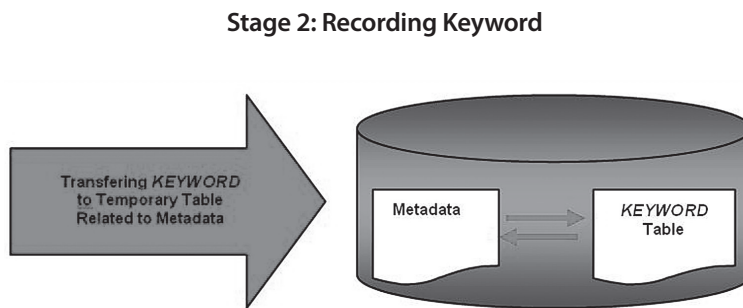 Stage 2: Recording Keyword
Transfering KEYWORD
to Temporary Table
Related to Metadata
Metadata
KEYWORD
Table